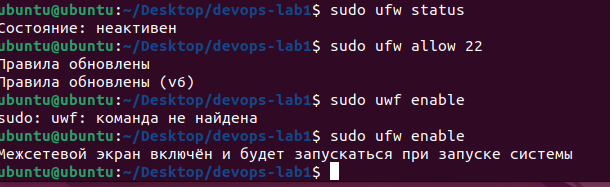 ubuntu@ubuntu:~/Desktop/devops-lab1$ sudo ufw status
Состояние: неактивен
ubuntu@ubuntu:~/Desktop/devops-lab1$ sudo ufw allow 22
Правила обновлены
Правила обновлены (v6)
ubuntu@ubuntu:~/Desktop/devops-lab1$ sudo uwf enable
sudo: uwf: команда не найдена
ubuntu@ubuntu:~/Desktop/devops-lab1$ sudo ufw enable
Межсетевой экран включён и будет запускаться при запуске системы
ubuntu@ubuntu:~/Desktop/devops-lab1$